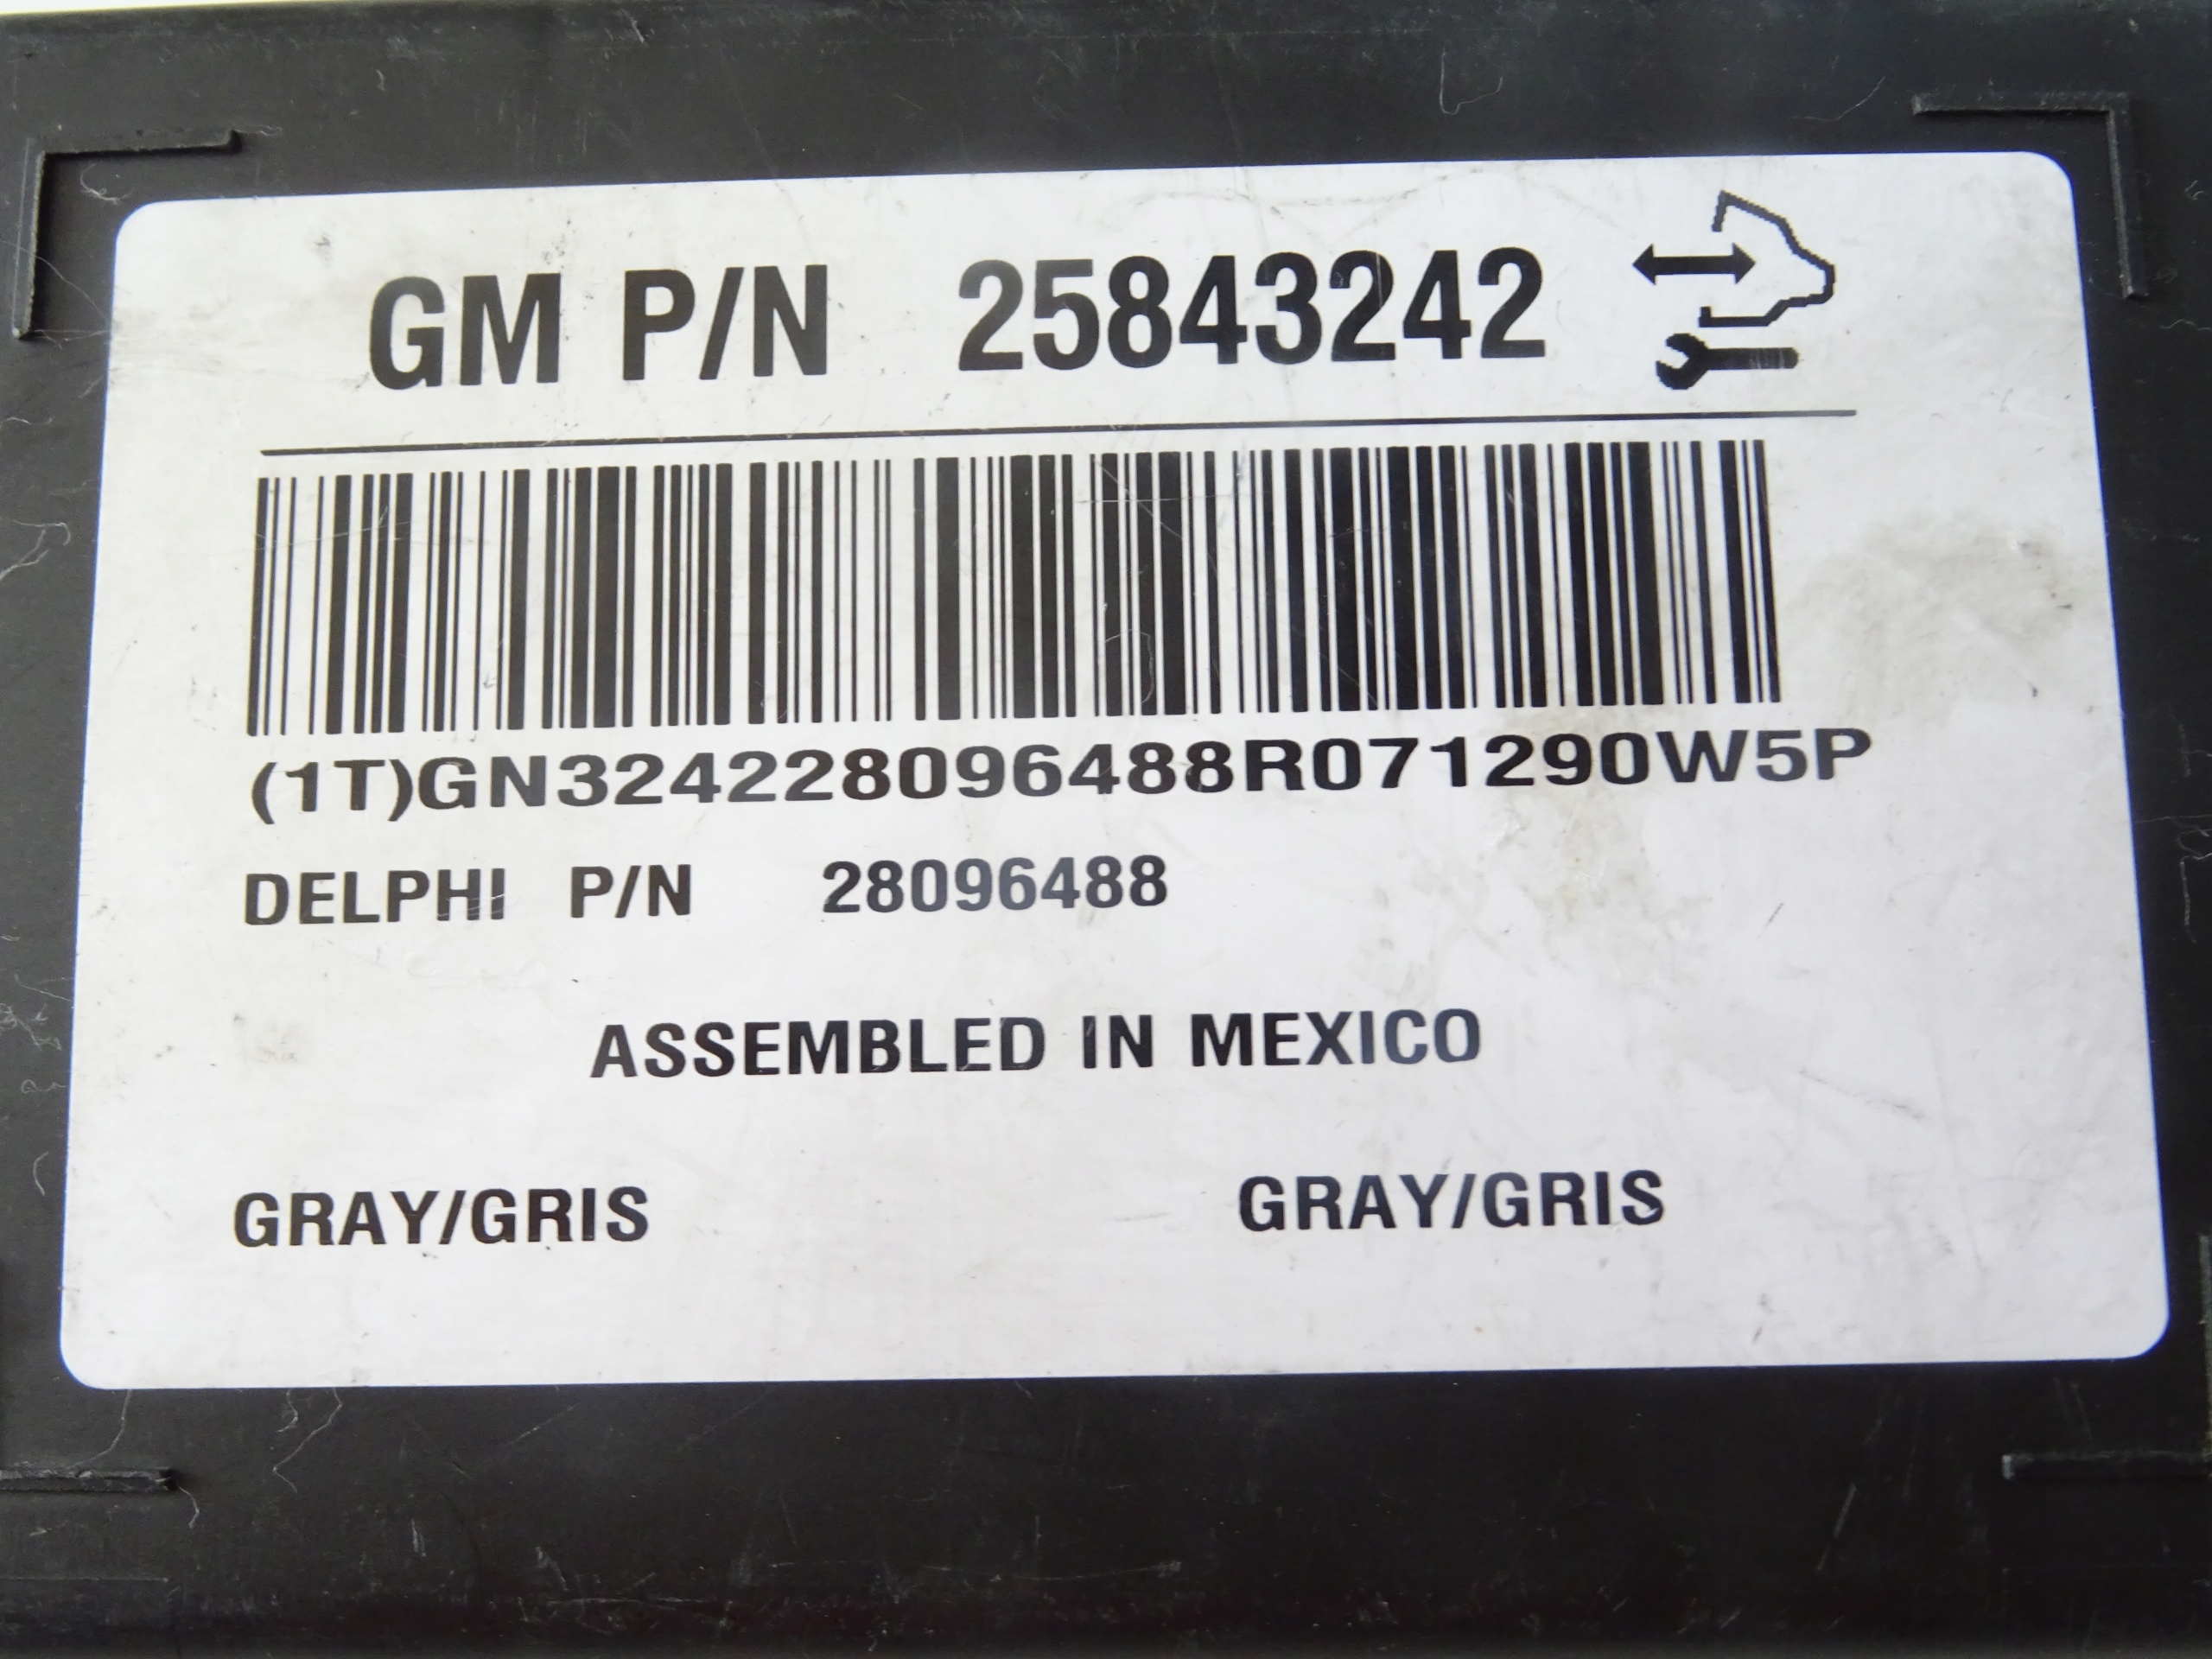 GM P/N 25843242
(1T)GN324228096488R071290W5P
DELPHI P/N 28096488
ASSEMBLED IN MEXICO
GRAY/GRIS GRAY/GRIS